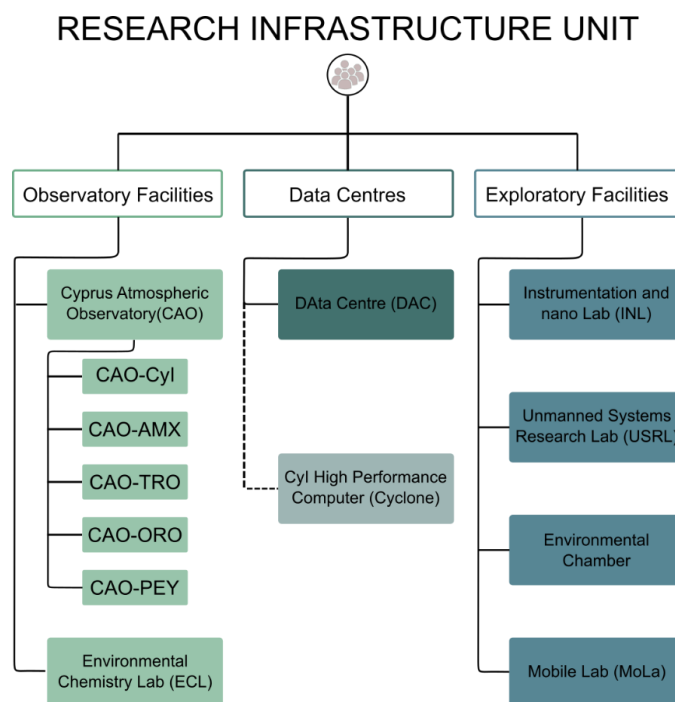 RESEARCH INFRASTRUCTURE UNIT
Observatory Facilities
Data Centres
Exploratory Facilities
Cyprus Atmospheric
Observatory(CAO)
CAO-CyI
CAO-AMX
CAO-TRO
CAO-ORO
CAO-PEY
Environmental
Chemistry Lab (ECL)
DAta Centre (DAC)
CyI High Performance
Computer (Cyclone)
Instrumentation and
nano Lab (INL)
Unmanned Systems
Research Lab (USRL)
Environmental
Chamber
Mobile Lab (MoLa)